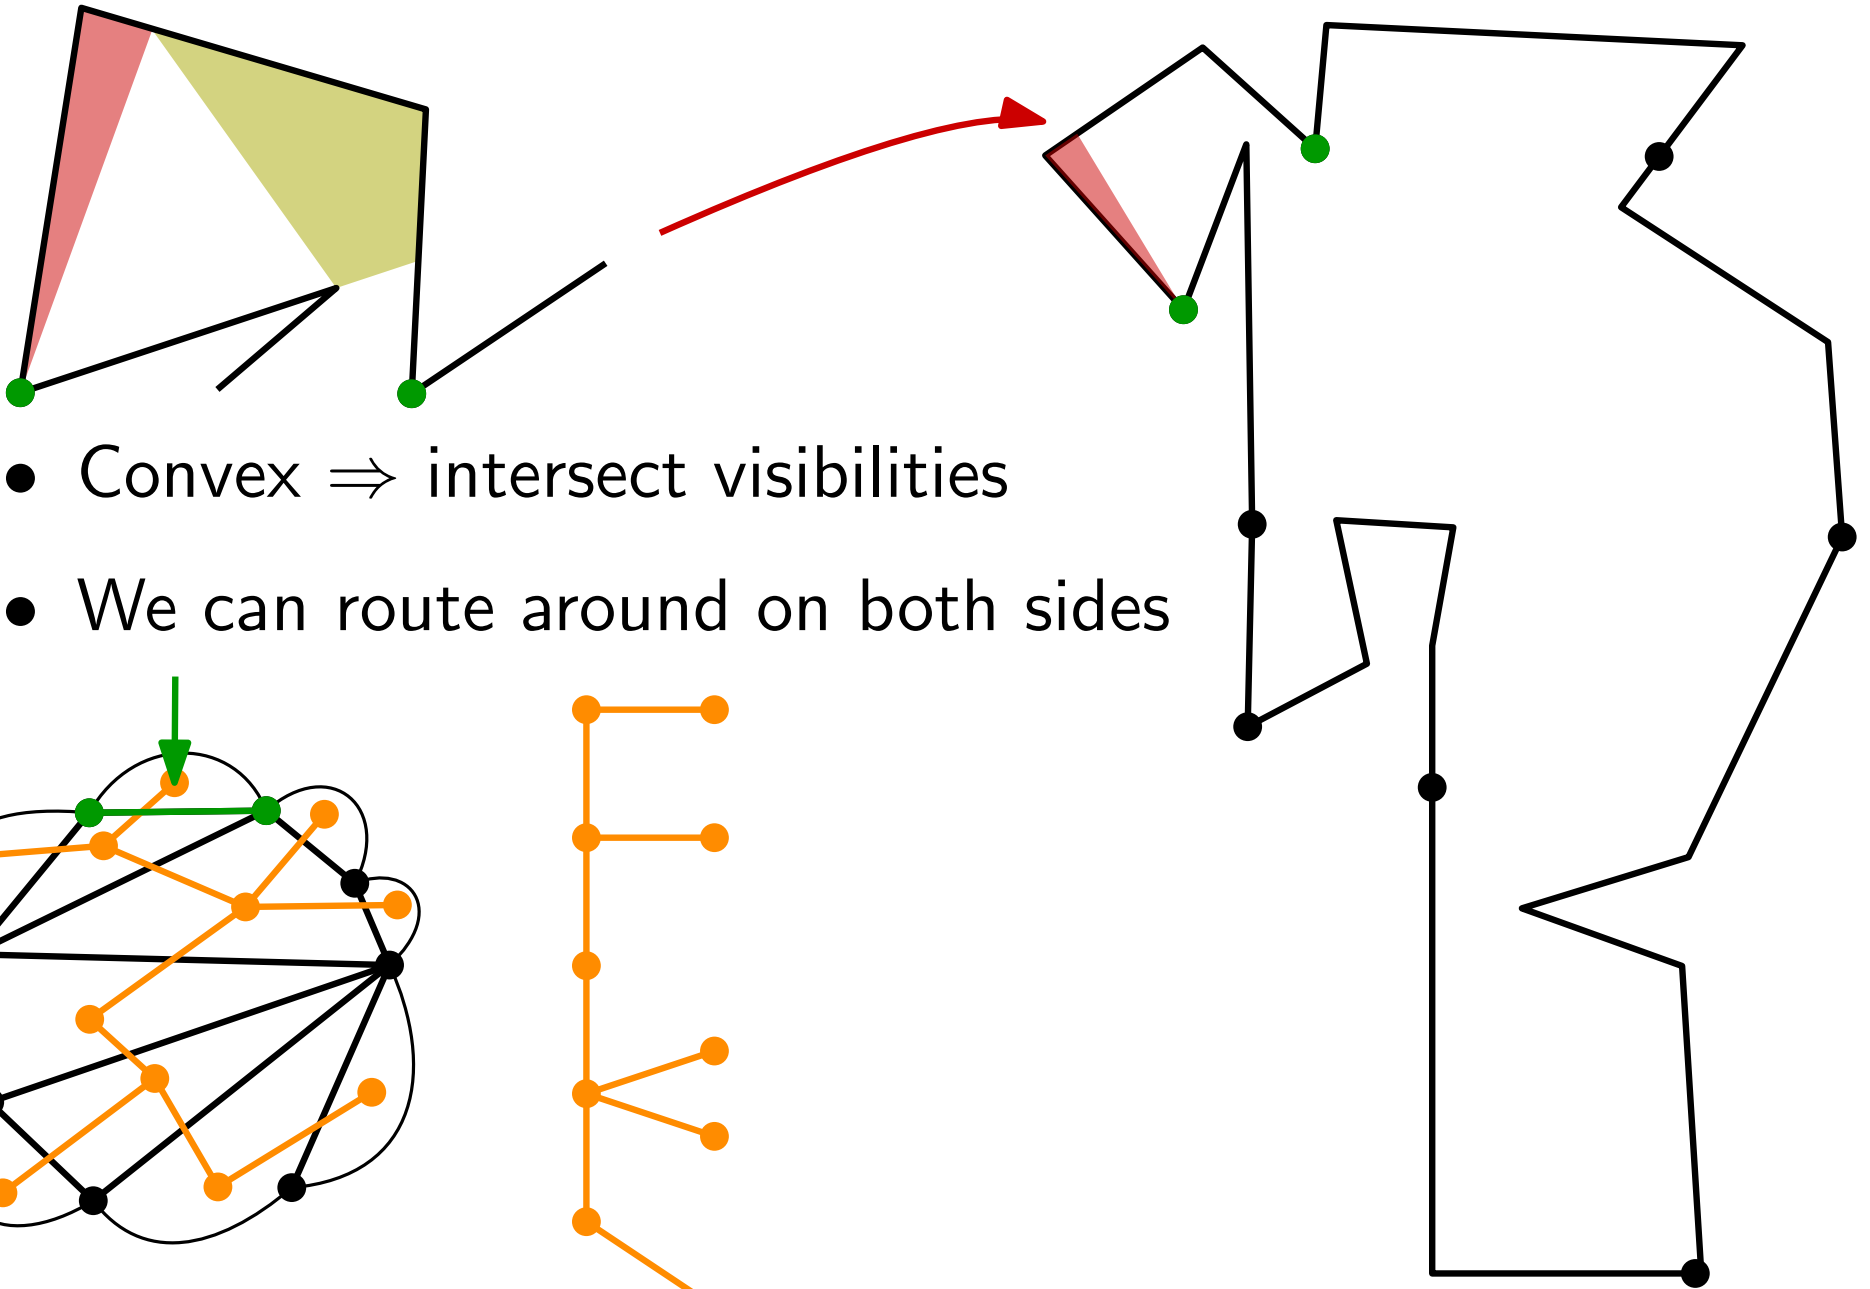 • Convex ⇒ intersect visibilities
• We can route around on both sides